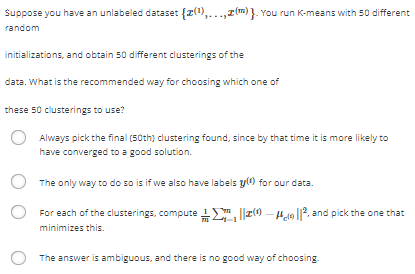 Suppose you have an unlabeled dataset {x⁽¹⁾,...,x⁽ᵐ⁾}. You run K-means with 50 different
random
initializations, and obtain 50 different clusterings of the
data. What is the recommended way for choosing which one of
these 50 clusterings to use?
Always pick the final (50th) clustering found, since by that time it is more likely to
have converged to a good solution.
The only way to do so is if we also have labels y⁽ⁱ⁾ for our data.
For each of the clusterings, compute 1/m Σᵐᵢ₌₁ ||x⁽ⁱ⁾ − μ_c⁽ⁱ⁾||², and pick the one that
minimizes this.
The answer is ambiguous, and there is no good way of choosing.